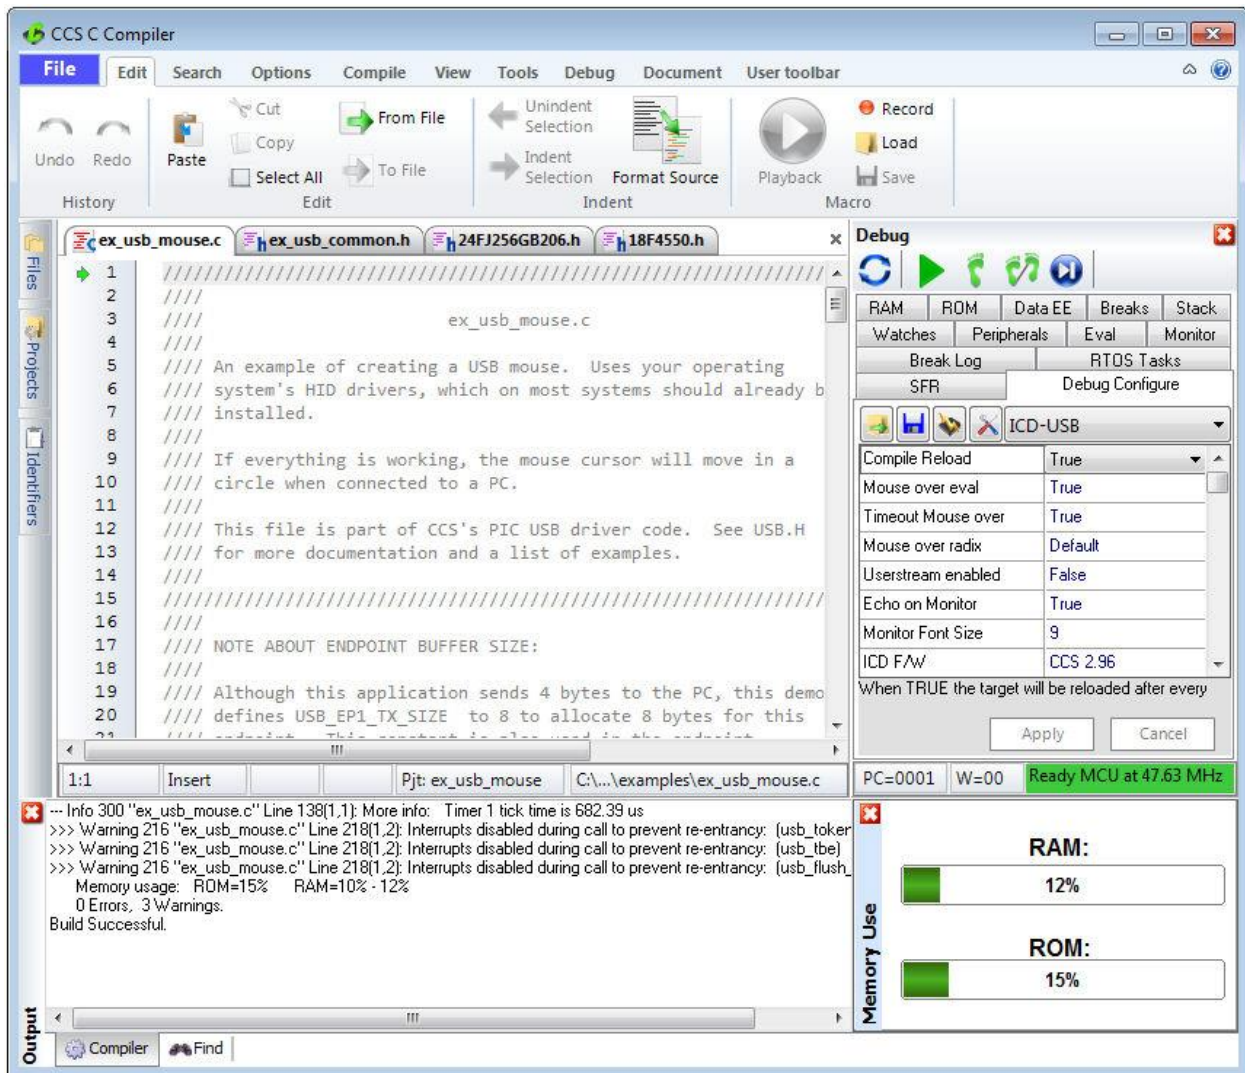 CCS C Compiler
File Edit Search Options Compile View Tools Debug Document User toolbar
Undo Redo
History
Paste
Cut
Copy
Select All
From File
To File
Edit
Unindent Selection
Indent Selection
Format Source
Indent
Playback
Record
Load
Save
Macro
Files
Projects
Identifiers
ex_usb_mouse.c ex_usb_common.h 24FJ256GB206.h 18F4550.h
1 ///////////////////////////////////////////////////////////////////
2 ////
3 //// ex_usb_mouse.c
4 ////
5 //// An example of creating a USB mouse. Uses your operating
6 //// system's HID drivers, which on most systems should already b
7 //// installed.
8 ////
9 //// If everything is working, the mouse cursor will move in a
10 //// circle when connected to a PC.
11 ////
12 //// This file is part of CCS's PIC USB driver code. See USB.H
13 //// for more documentation and a list of examples.
14 ////
15 ///////////////////////////////////////////////////////////////////
16 ////
17 //// NOTE ABOUT ENDPOINT BUFFER SIZE:
18 ////
19 //// Although this application sends 4 bytes to the PC, this demo
20 //// defines USB_EP1_TX_SIZE to 8 to allocate 8 bytes for this
1:1 Insert Pjt: ex_usb_mouse C:\...\examples\ex_usb_mouse.c
Debug
RAM ROM Data EE Breaks Stack
Watches Peripherals Eval Monitor
Break Log RTOS Tasks
SFR Debug Configure
ICD-USB
Compile Reload True
Mouse over eval True
Timeout Mouse over True
Mouse over radix Default
Userstream enabled False
Echo on Monitor True
Monitor Font Size 9
ICD F/W CCS 2.96
When TRUE the target will be reloaded after every
Apply Cancel
PC=0001 W=00 Ready MCU at 47.63 MHz
--- Info 300 "ex_usb_mouse.c" Line 138(1,1): More info: Timer 1 tick time is 682.39 us
>>> Warning 216 "ex_usb_mouse.c" Line 218(1,2): Interrupts disabled during call to prevent re-entrancy: (usb_token
>>> Warning 216 "ex_usb_mouse.c" Line 218(1,2): Interrupts disabled during call to prevent re-entrancy: (usb_tbe)
>>> Warning 216 "ex_usb_mouse.c" Line 218(1,2): Interrupts disabled during call to prevent re-entrancy: (usb_flush_
Memory usage: ROM=15% RAM=10% - 12%
0 Errors, 3 Warnings.
Build Successful.
Output
Compiler Find
Memory Use
RAM:
12%
ROM:
15%